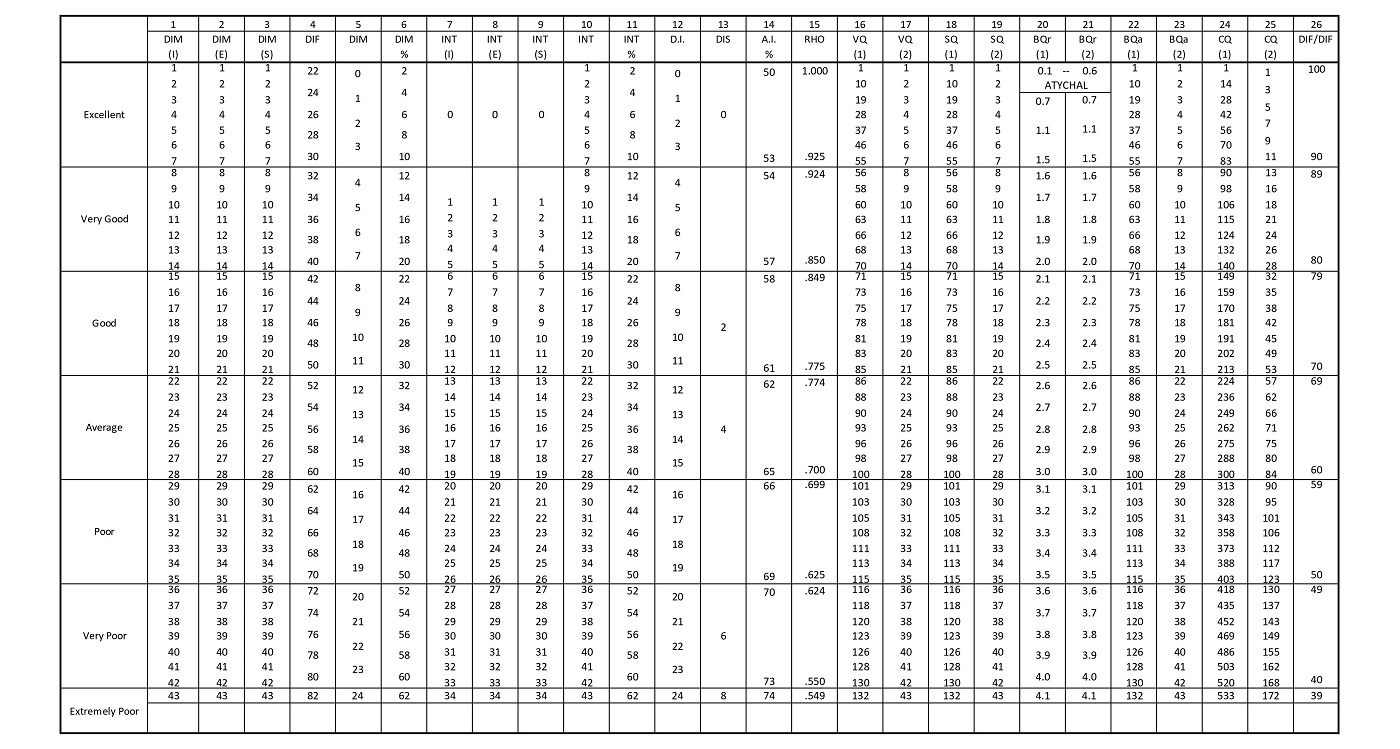 1 2 3 4 5 6 7 8 9 10 11 12 13 14 15 16 17 18 19 20 21 22 23 24 25 26
DIM DIM DIM DIF DIM DIM INT INT INT INT INT D.I. DIS A.I. RHO VQ VQ SQ SQ BQr BQr BQa BQa CQ CQ DIF/DIF
(I) (E) (S) % (I) (E) (S) % % (1) (2) (1) (2) (1) (2) (1) (2) (1) (2)
1 1 1 22 0 2 1 2 0 50 1.000 1 1 1 1 0.1 -- 0.6 1 1 1 1 100
2 2 2 24 4 2 4 10 2 10 2 ATYCHAL 10 2 14 3
3 3 3 1 3 1 19 3 19 3 0.7 0.7 19 3 28 5
Excellent 4 4 4 26 2 6 0 0 0 4 6 2 0 28 4 28 4 28 4 42 7
5 5 5 28 8 5 8 37 5 37 5 1.1 1.1 37 5 56
6 6 6 3 6 3 46 6 46 6 46 6 70 9
7 7 7 30 10 7 10 53 .925 55 7 55 7 1.5 1.5 55 7 83 11 90
8 8 8 32 4 12 8 12 4 54 .924 56 8 56 8 1.6 1.6 56 8 90 13 89
9 9 9 34 14 9 14 58 9 58 9 1.7 1.7 58 9 98 16
10 10 10 5 1 1 1 10 5 60 10 60 10 60 10 106 18
Very Good 11 11 11 36 16 2 2 2 11 16 63 11 63 11 1.8 1.8 63 11 115 21
12 12 12 38 6 18 3 3 3 12 18 6 66 12 66 12 1.9 1.9 66 12 124 24
13 13 13 7 4 4 4 13 7 68 13 68 13 68 13 132 26
14 14 14 40 20 5 5 5 14 20 57 .850 70 14 70 14 2.0 2.0 70 14 140 28 80
15 15 15 42 8 22 6 6 6 15 22 8 58 .849 71 15 71 15 2.1 2.1 71 15 149 32 79
16 16 16 44 24 7 7 7 16 24 73 16 73 16 2.2 2.2 73 16 159 35
17 17 17 9 8 8 8 17 9 75 17 75 17 75 17 170 38
Good 18 18 18 46 26 9 9 9 18 26 2 78 18 78 18 2.3 2.3 78 18 181 42
19 19 19 48 10 28 10 10 10 19 28 10 81 19 81 19 2.4 2.4 81 19 191 45
20 20 20 11 11 11 11 20 11 83 20 83 20 83 20 202 49
21 21 21 50 30 12 12 12 21 30 61 .775 85 21 85 21 2.5 2.5 85 21 213 53 70
22 22 22 52 12 32 13 13 13 22 32 12 62 .774 86 22 86 22 2.6 2.6 86 22 224 57 69
23 23 23 54 34 14 14 14 23 34 88 23 88 23 2.7 2.7 88 23 236 62
24 24 24 13 15 15 15 24 13 90 24 90 24 90 24 249 66
Average 25 25 25 56 36 16 16 16 25 36 4 93 25 93 25 2.8 2.8 93 25 262 71
26 26 26 58 14 38 17 17 17 26 38 14 96 26 96 26 2.9 2.9 96 26 275 75
27 27 27 15 18 18 18 27 15 98 27 98 27 98 27 288 80
28 28 28 60 40 19 19 19 28 40 65 .700 100 28 100 28 3.0 3.0 100 28 300 84 60
29 29 29 62 16 42 20 20 20 29 42 16 66 .699 101 29 101 29 3.1 3.1 101 29 313 90 59
30 30 30 64 44 21 21 21 30 44 103 30 103 30 3.2 3.2 103 30 328 95
31 31 31 17 22 22 22 31 17 105 31 105 31 105 31 343 101
Poor 32 32 32 66 46 23 23 23 32 46 108 32 108 32 3.3 3.3 108 32 358 106
33 33 33 68 18 48 24 24 24 33 48 18 111 33 111 33 3.4 3.4 111 33 373 112
34 34 34 19 25 25 25 34 19 113 34 113 34 113 34 388 117
35 35 35 70 50 26 26 26 35 50 69 .625 115 35 115 35 3.5 3.5 115 35 403 123 50
36 36 36 72 20 52 27 27 27 36 52 20 70 .624 116 36 116 36 3.6 3.6 116 36 418 130 49
37 37 37 74 54 28 28 28 37 54 118 37 118 37 3.7 3.7 118 37 435 137
38 38 38 21 29 29 29 38 21 120 38 120 38 120 38 452 143
Very Poor 39 39 39 76 56 30 30 30 39 56 6 123 39 123 39 3.8 3.8 123 39 469 149
40 40 40 78 22 58 31 31 31 40 58 22 126 40 126 40 3.9 3.9 126 40 486 155
41 41 41 23 32 32 32 41 23 128 41 128 41 128 41 503 162
42 42 42 80 60 33 33 33 42 60 73 .550 130 42 130 42 4.0 4.0 130 42 520 168 40
43 43 43 82 24 62 34 34 34 43 62 24 8 74 .549 132 43 132 43 4.1 4.1 132 43 533 172 39
Extremely Poor